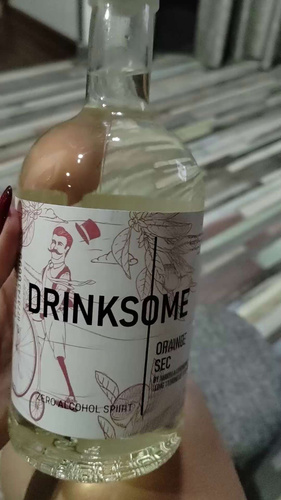 DRINKSOME
ORANGE
SEC
ZERO ALCOHOL SPIRIT